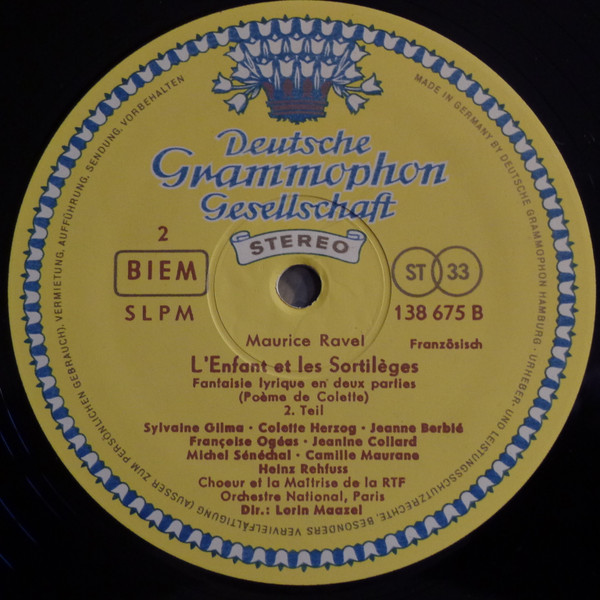 Deutsche
Grammophon
Gesellschaft
STEREO
2
BIEM
SLPM
ST 33
138 675 B
Maurice Ravel
Französisch
L'Enfant et les Sortilèges
Fantaisie lyrique en deux parties
(Poème de Colette)
2. Teil
Sylvaine Gilma · Colette Herzog · Jeanne Berbié
Françoise Ogéas · Jeanine Collard
Michel Sénéchal · Camille Maurane
Heinz Rehfuss
Choeur et la Maîtrise de la RTF
Orchestre National, Paris
Dir.: Lorin Maazel
MADE IN GERMANY BY DEUTSCHE GRAMMOPHON HAMBURG · URHEBER- UND LEISTUNGSSCHUTZRECHTE, BESONDERS VERVIELFÄLTIGUNG (AUSSER ZUM PERSÖNLICHEN GEBRAUCH), VERMIETUNG, AUFFÜHRUNG, SENDUNG, VORBEHALTEN